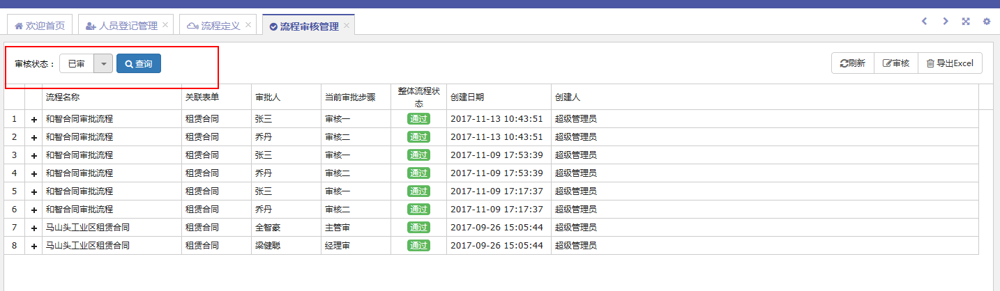 欢迎首页 人员登记管理 流程定义 流程审核管理
审核状态： 已审 查询 刷新 审核 导出Excel
流程名称 关联表单 审批人 当前审批步骤 整体流程状态 创建日期 创建人
1 和智合同审批流程 租赁合同 张三 审核一 通过 2017-11-13 10:43:51 超级管理员
2 和智合同审批流程 租赁合同 乔丹 审核二 通过 2017-11-13 10:43:51 超级管理员
3 和智合同审批流程 租赁合同 张三 审核一 通过 2017-11-09 17:53:39 超级管理员
4 和智合同审批流程 租赁合同 乔丹 审核二 通过 2017-11-09 17:53:39 超级管理员
5 和智合同审批流程 租赁合同 张三 审核一 通过 2017-11-09 17:17:37 超级管理员
6 和智合同审批流程 租赁合同 乔丹 审核二 通过 2017-11-09 17:17:37 超级管理员
7 马山头工业区租赁合同 租赁合同 全智豪 主管审 通过 2017-09-26 15:05:44 超级管理员
8 马山头工业区租赁合同 租赁合同 梁健聪 经理审 通过 2017-09-26 15:05:44 超级管理员